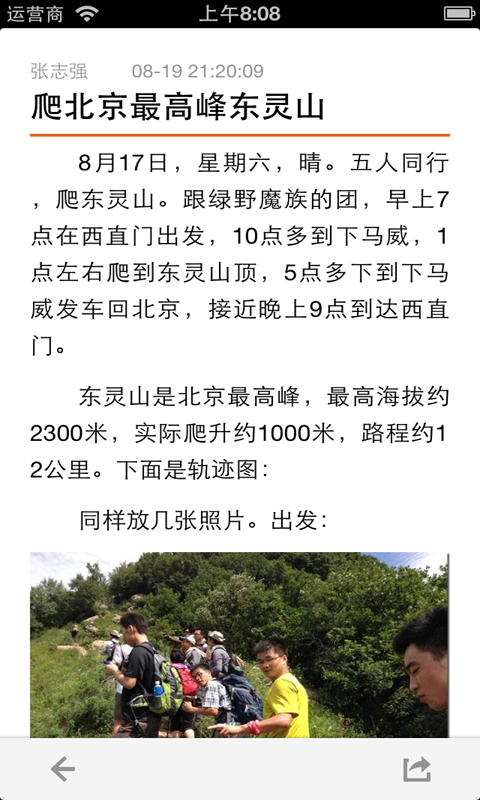 运营商 上午8:08
张志强 08-19 21:20:09
爬北京最高峰东灵山
8月17日，星期六，晴。五人同行
，爬东灵山。跟绿野魔族的团，早上7
点在西直门出发，10点多到下马威，1
点左右爬到东灵山顶，5点多下到下马
威发车回北京，接近晚上9点到达西直
门。
东灵山是北京最高峰，最高海拔约
2300米，实际爬升约1000米，路程约1
2公里。下面是轨迹图：
同样放几张照片。出发：